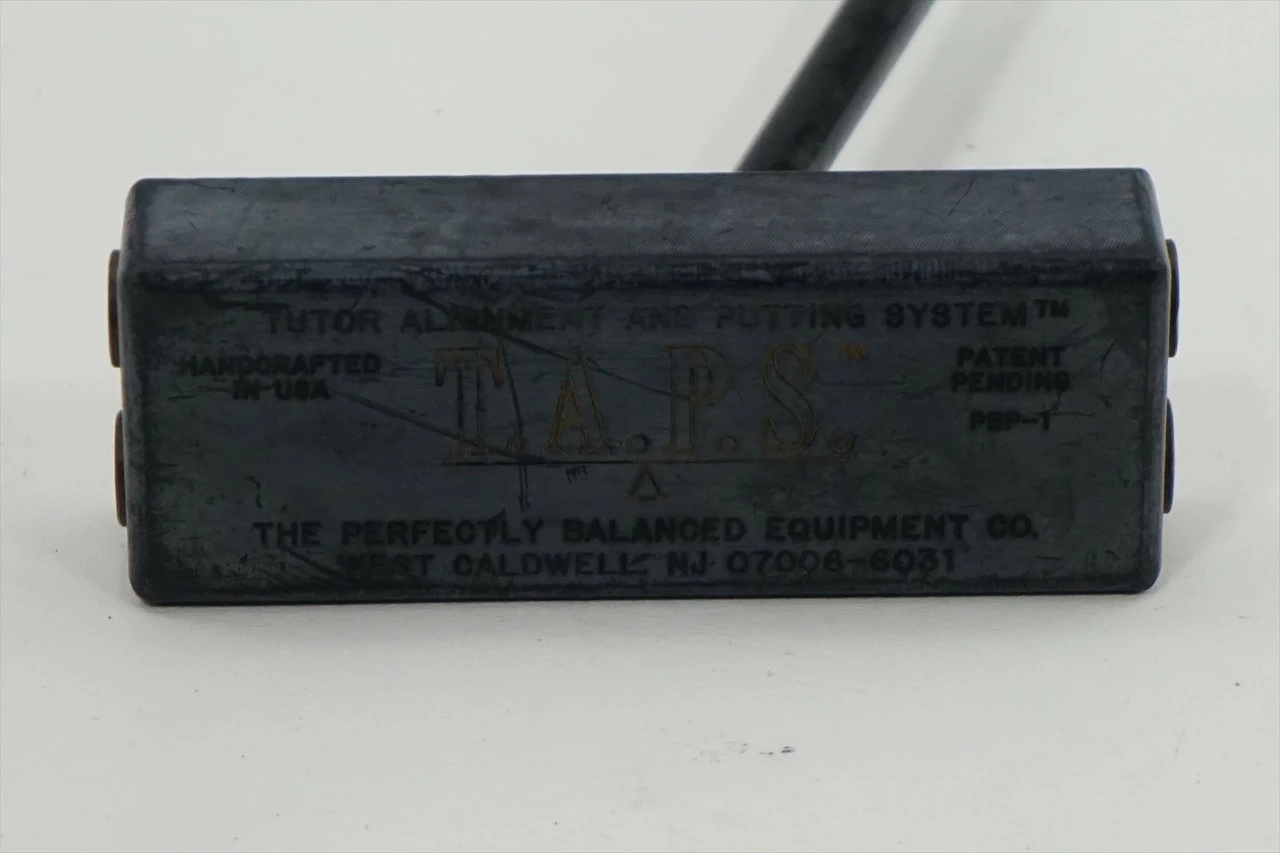 TUTOR ALIGNMENT AND PUTTING SYSTEM™
HANDCRAFTED
IN USA
T.A.P.S.™
PATENT
PENDING
PBP-1
THE PERFECTLY BALANCED EQUIPMENT CO.
WEST CALDWELL NJ 07006-6031